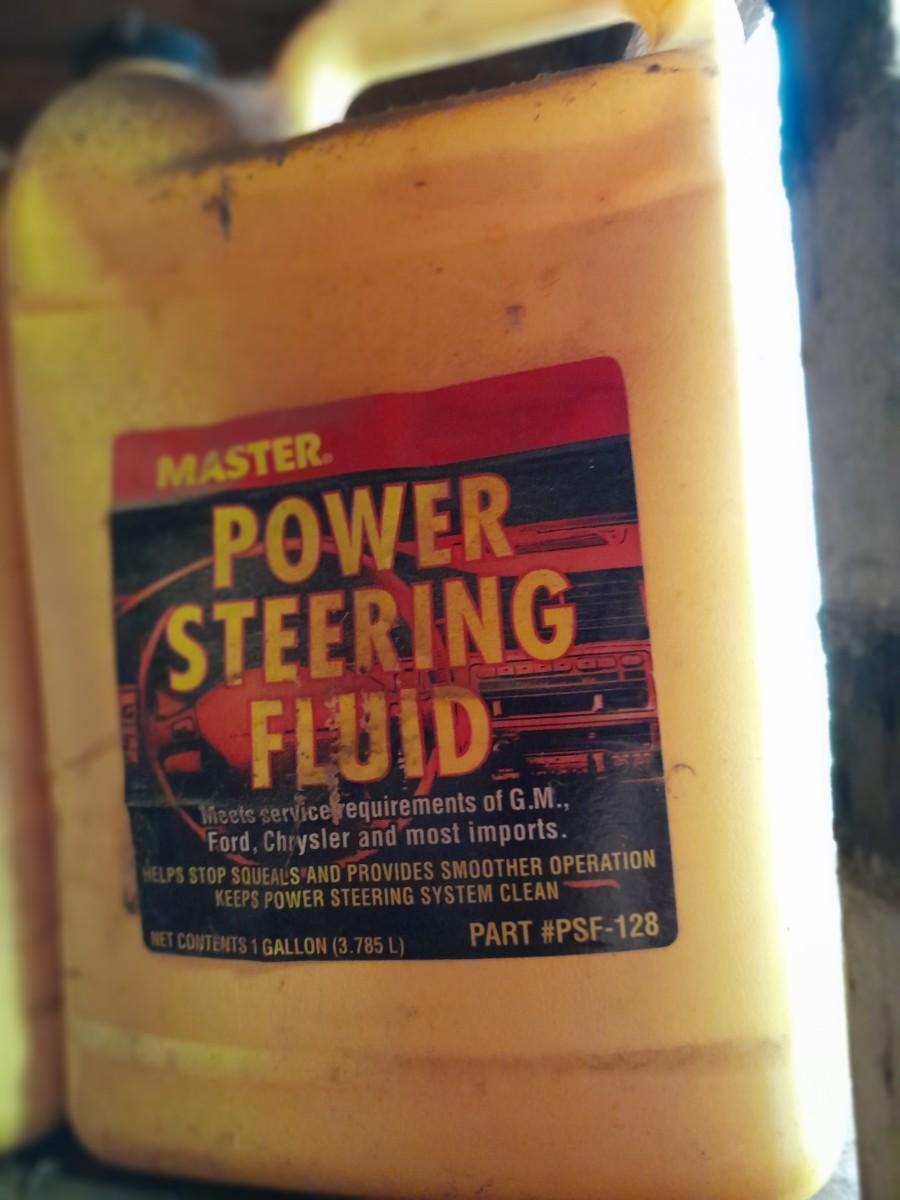 MASTER®
POWER
STEERING
FLUID
Meets service requirements of G.M.,
Ford, Chrysler and most imports.
HELPS STOP SQUEALS AND PROVIDES SMOOTHER OPERATION
KEEPS POWER STEERING SYSTEM CLEAN
NET CONTENTS 1 GALLON (3.785 L)
PART #PSF-128